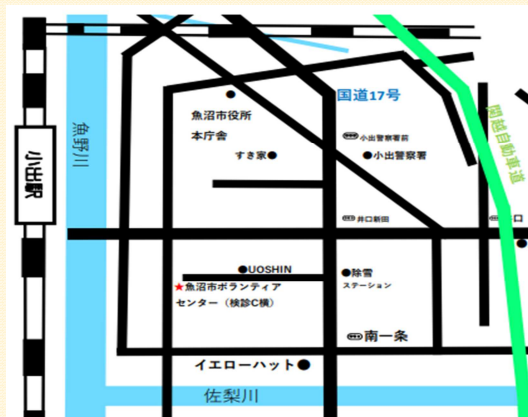 国道17号
関越自動車道
魚沼市役所
本庁舎
小出警察署前
すき家
小出警察署
魚野川
小出駅
井口新田
口
UOSHIN
除雪
ステーション
★魚沼市ボランティア
センター（検診C横）
南一条
イエローハット
佐梨川